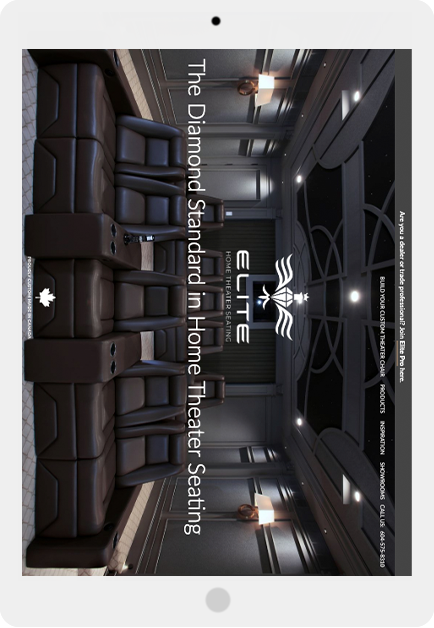 Are you a dealer or trade professional? Join Elite Pro here.
BUILD YOUR CUSTOM THEATER CHAIR PRODUCTS INSPIRATION SHOWROOMS CALL US: 604-575-8310
ELITE
HOME THEATER SEATING
The Diamond Standard in Home Theater Seating
PROUDLY CUSTOM MADE IN CANADA